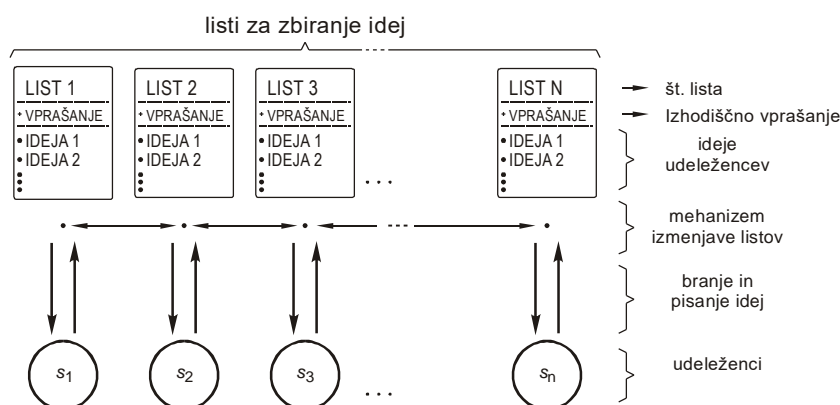 listi za zbiranje idej
LIST 1
VPRAŠANJE
IDEJA 1
IDEJA 2
LIST 2
VPRAŠANJE
IDEJA 1
IDEJA 2
LIST 3
VPRAŠANJE
IDEJA 1
IDEJA 2
...
LIST N
VPRAŠANJE
IDEJA 1
IDEJA 2
št. lista
Izhodiščno vprašanje
ideje
udeležencev
mehanizem
izmenjave listov
branje in
pisanje idej
s1
s2
s3
...
sn
udeleženci